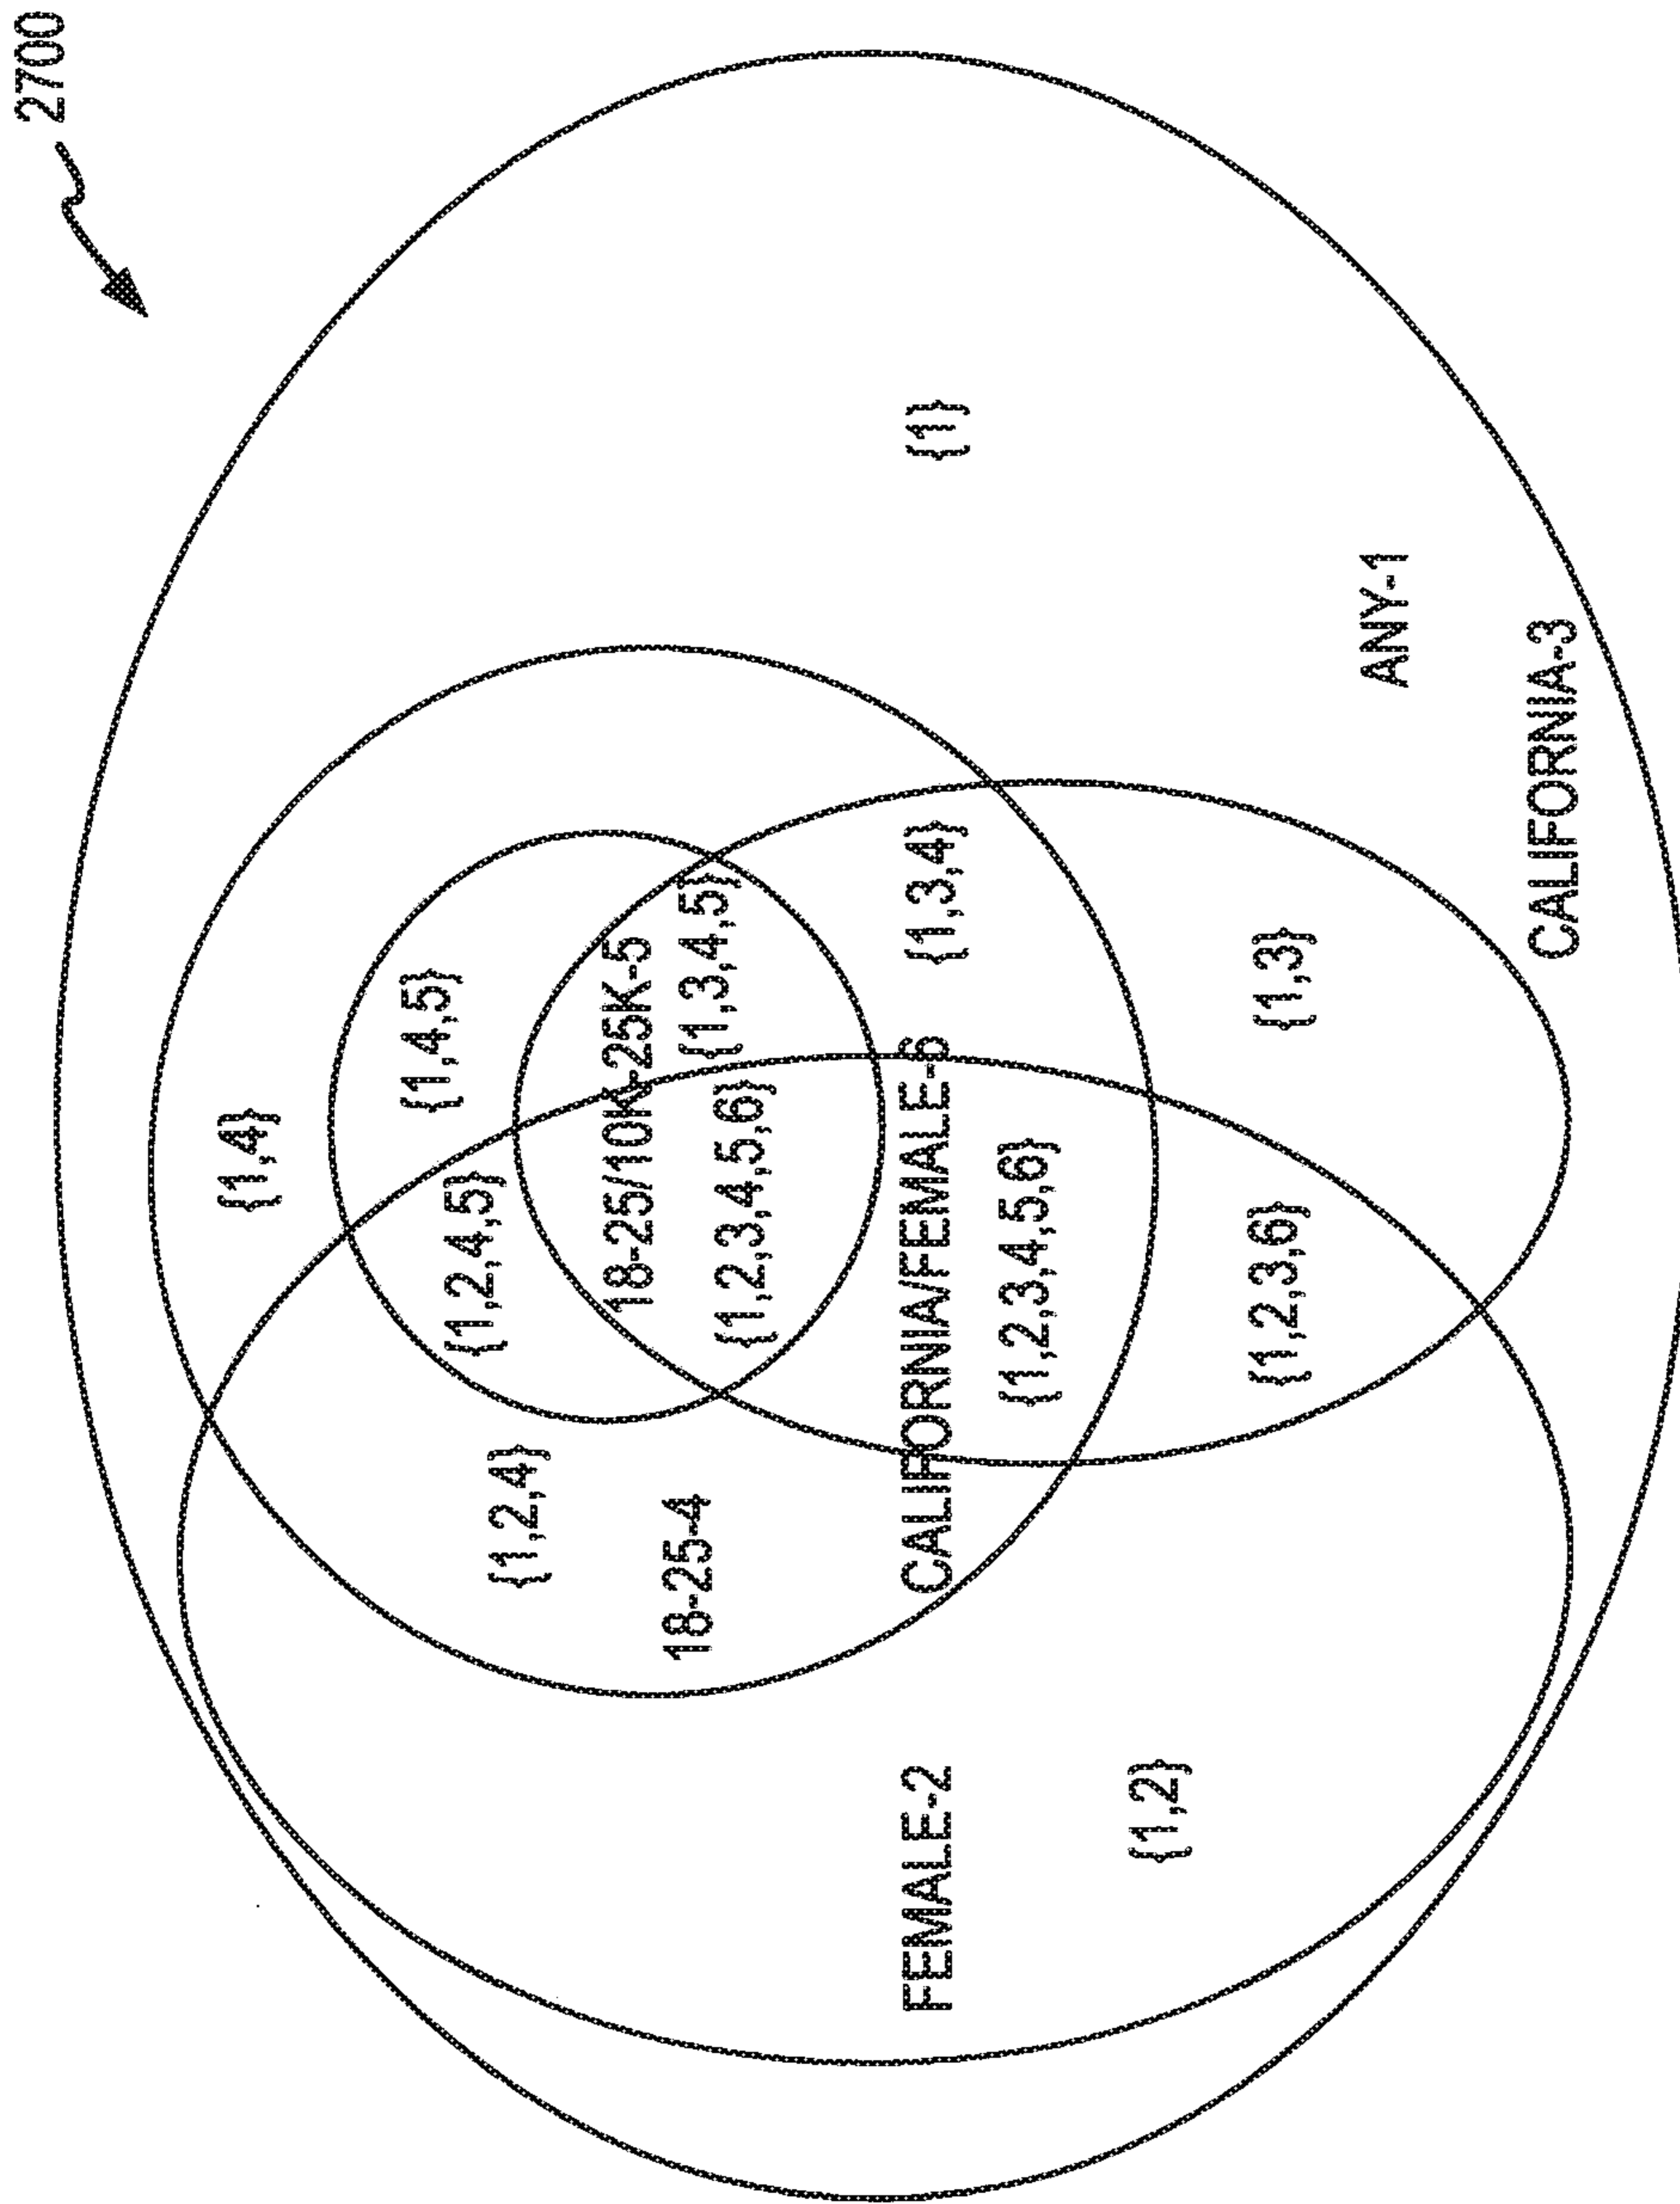 2700
{1,4}
{1,4,5}
{1,2,4,5}
{1,2,4}
18-25/10K-25K-5
18-25-4
{1,3,4,5}
{1,2,3,4,5,6}
FEMALE-2
CALIFORNIA/FEMALE-6
{1,3,4}
{1}
{1,2,3,4,5,6}
{1,2}
{1,2,3,6}
{1,3}
ANY-1
CALIFORNIA-3